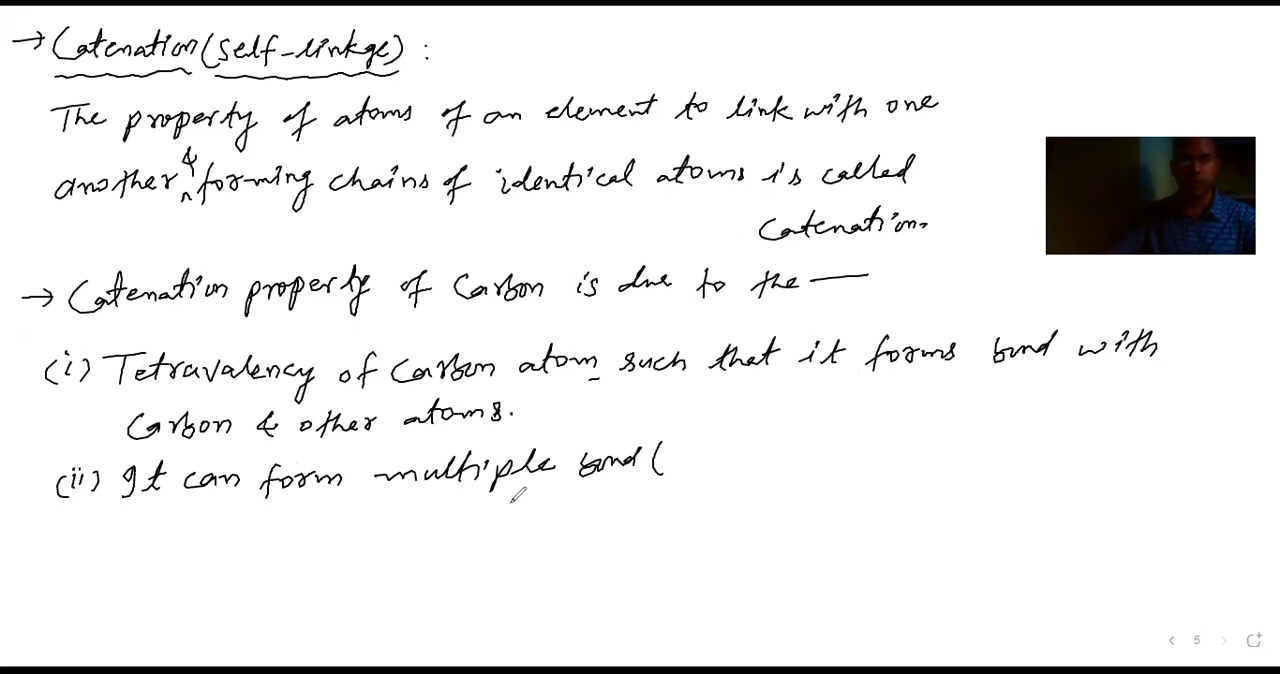 → Catenation (self-linkge) :
The property of atoms of an element to link with one
another & forming chains of identical atoms is called
Catenation.
→ Catenation property of Carbon is due to the —
(i) Tetravalency of Carbon atom such that it forms bond with
Carbon & other atoms.
(ii) It can form multiple bond (
< 5 >